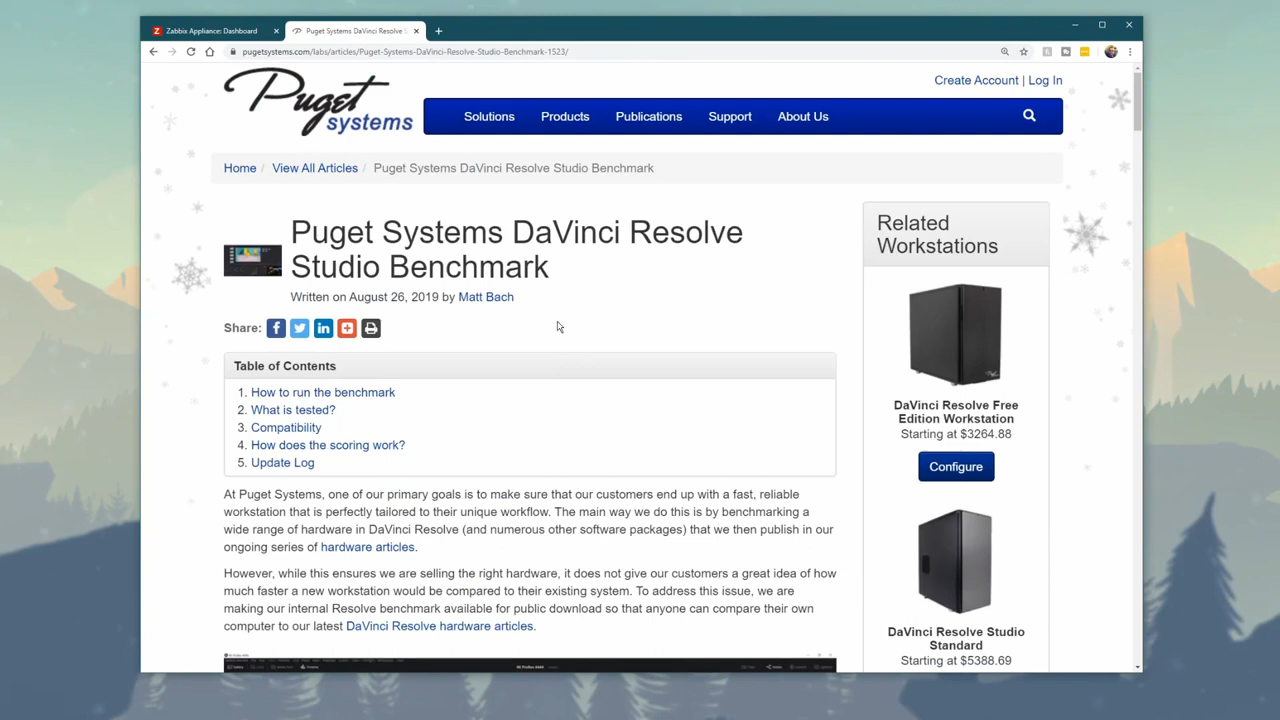 Zabbix Appliance: Dashboard
Puget Systems DaVinci Resolve S
pugetsystems.com/labs/articles/Puget-Systems-DaVinci-Resolve-Studio-Benchmark-1523/
Puget systems
Create Account | Log In
Solutions Products Publications Support About Us
Home / View All Articles / Puget Systems DaVinci Resolve Studio Benchmark
Puget Systems DaVinci Resolve
Studio Benchmark
Written on August 26, 2019 by Matt Bach
Share:
Table of Contents
1. How to run the benchmark
2. What is tested?
3. Compatibility
4. How does the scoring work?
5. Update Log
At Puget Systems, one of our primary goals is to make sure that our customers end up with a fast, reliable
workstation that is perfectly tailored to their unique workflow. The main way we do this is by benchmarking a
wide range of hardware in DaVinci Resolve (and numerous other software packages) that we then publish in our
ongoing series of hardware articles.
However, while this ensures we are selling the right hardware, it does not give our customers a great idea of how
much faster a new workstation would be compared to their existing system. To address this issue, we are
making our internal Resolve benchmark available for public download so that anyone can compare their own
computer to our latest DaVinci Resolve hardware articles.
Related
Workstations
DaVinci Resolve Free
Edition Workstation
Starting at $3264.88
Configure
DaVinci Resolve Studio
Standard
Starting at $5388.69